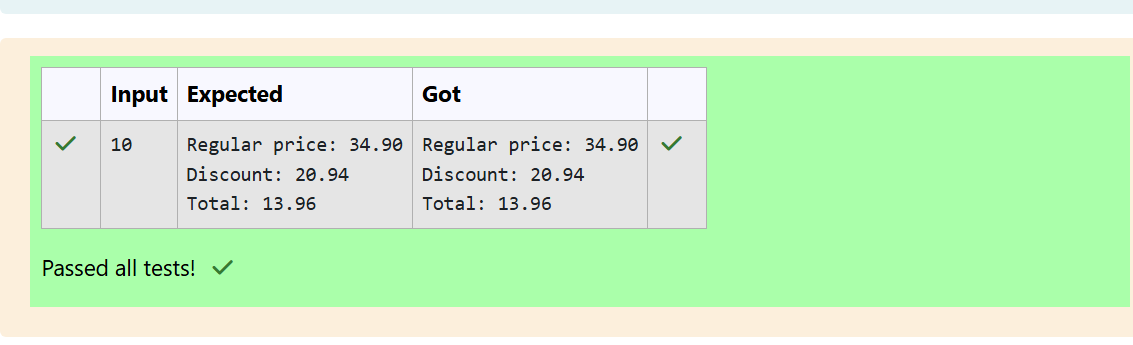 Input Expected Got
10 Regular price: 34.90 Regular price: 34.90
Discount: 20.94 Discount: 20.94
Total: 13.96 Total: 13.96
Passed all tests!